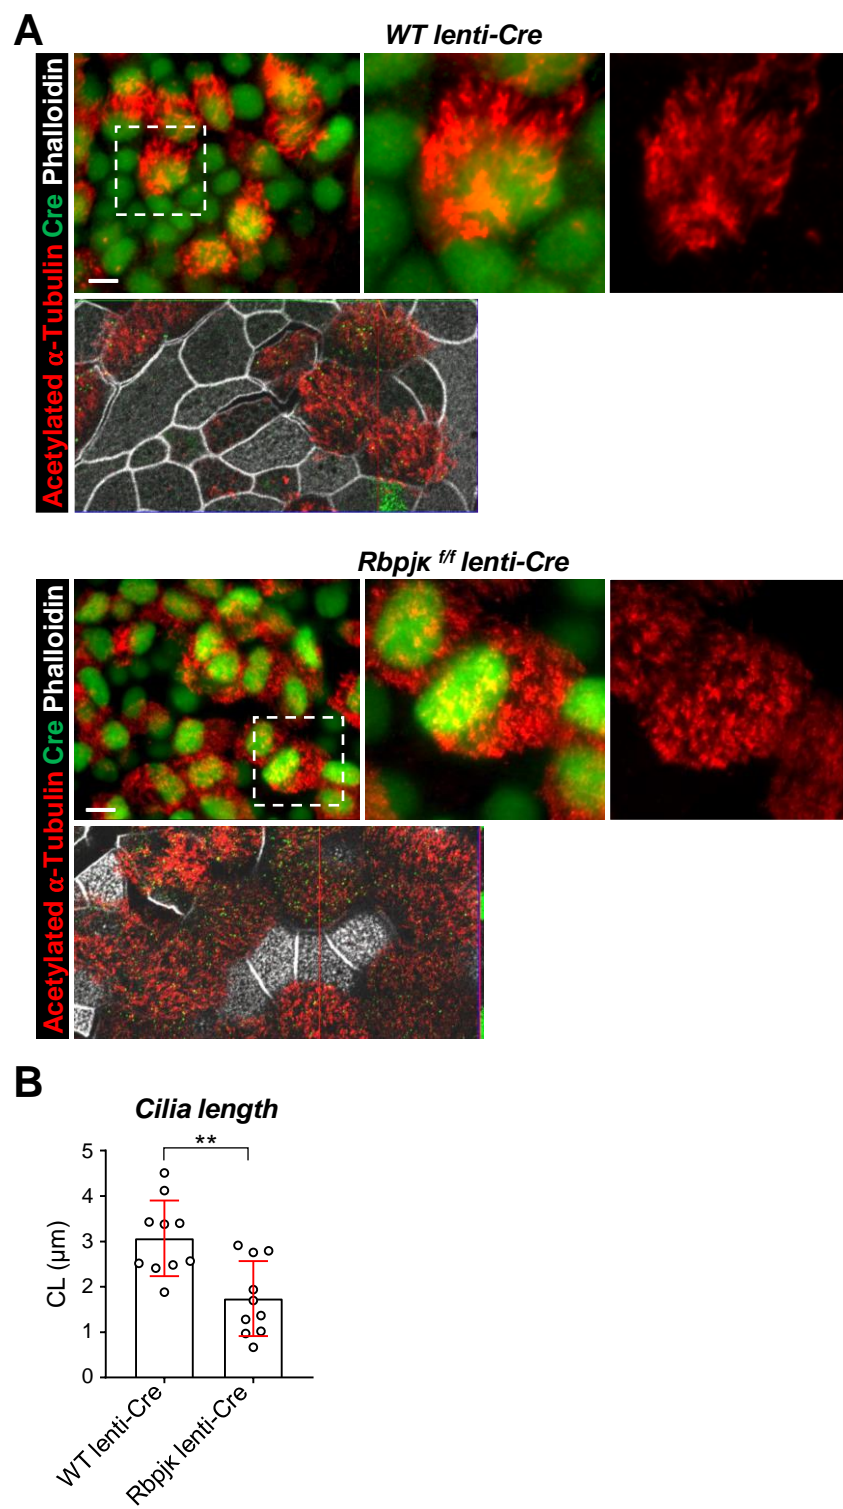 A
WT lenti-Cre
Acetylated α-Tubulin Cre Phalloidin
Rbpjκ f/f lenti-Cre
Acetylated α-Tubulin Cre Phalloidin
B
Cilia length
**
5
4
3
2
1
0
CL (μm)
WT lenti-Cre
Rbpjκ lenti-Cre